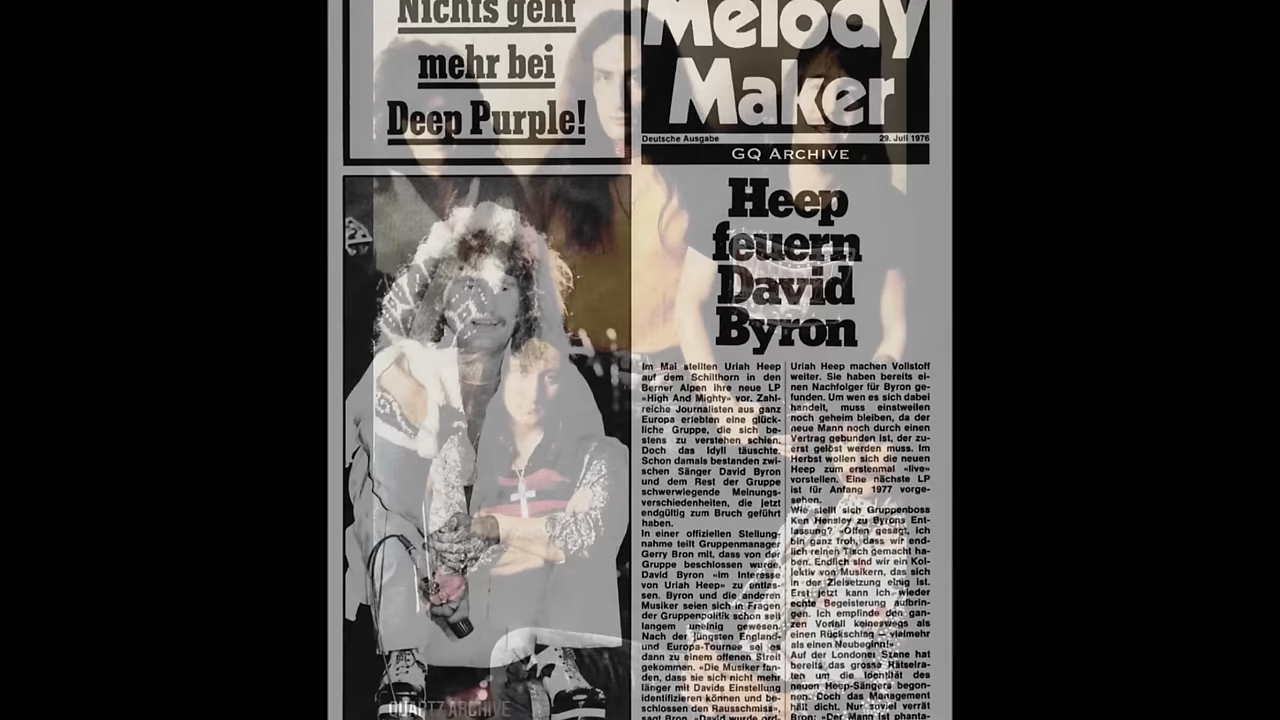 Nichts geht
mehr bei
Deep Purple!
Melody
Maker
Deutsche Ausgabe 29. Juli 1976
GQ ARCHIVE
Heep
feuern
David
Byron
Im Mai stellten Uriah Heep
auf dem Schilthorn in den
Berner Alpen ihre neue LP
«High And Mighty» vor. Zahl-
reiche Journalisten aus ganz
Europa erlebten eine glück-
liche Gruppe, die sich be-
stens zu verstehen schien.
Doch das Idyll täuschte.
Schon damals bestanden zwi-
schen Sänger David Byron
und dem Rest der Gruppe
schwerwiegende Meinungs-
verschiedenheiten, die jetzt
endgültig zum Bruch geführt
haben.
In einer offiziellen Stellung-
nahme teilt Gruppenmanager
Gerry Bron mit, dass von der
Gruppe beschlossen wurde,
David Byron «im Interesse
von Uriah Heep» zu entlas-
sen. Byron und die anderen
Musiker seien sich in Fragen
der Gruppenpolitik schon seit
langem uneinig gewesen.
Nach der jüngsten England-
und Europa-Tournee sei es
dann zu einem offenen Streit
gekommen. «Die Musiker fan-
den, dass sie sich nicht mehr
länger mit Davids Einstellung
identifizieren können und be-
schlossen den Rausschmiss»,
sagt Bron. «David wurde ord-
Uriah Heep machen Vollstoff
weiter. Sie haben bereits ei-
nen Nachfolger für Byron ge-
funden. Um wen es sich dabei
handelt, muss einstweilen
noch geheim bleiben, da der
neue Mann noch durch einen
Vertrag gebunden ist, der zu-
erst gelöst werden muss. Im
Herbst wollen sich die neuen
Heep zum erstenmal «live»
vorstellen. Eine nächste LP
ist für Anfang 1977 vorge-
sehen.
Wie stellt sich Gruppenboss
Ken Hensley zu Byrons Ent-
lassung? «Offen gesagt, ich
bin ganz froh, dass wir end-
lich reinen Tisch gemacht ha-
ben. Endlich sind wir ein Kol-
lektiv von Musikern, das sich
in der Zielsetzung einig ist.
Erst jetzt kann ich wieder
echte Begeisterung aufbrin-
gen. Ich empfinde den gan-
zen Vorfall keineswegs als
einen Rückschlag – vielmehr
als einen Neubeginn!»
Auf der Londoner Szene hat
bereits das grosse Rätselra-
ten um die Identität des
neuen Heep-Sängers begon-
nen. Doch das Management
hält dicht. Nur soviel verrät
Bron: «Der Mann ist phanta-
QUARTZ ARCHIVE